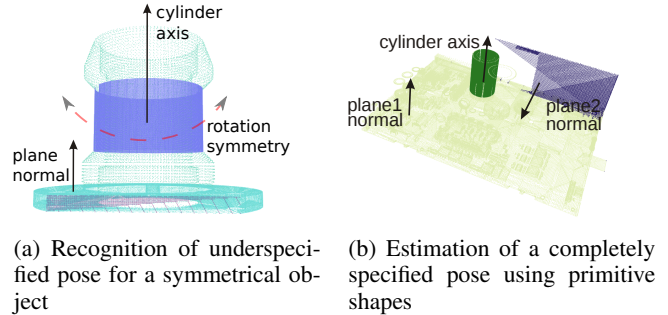 cylinder
axis
rotation
symmetry
plane
normal
cylinder axis
plane1
normal
plane2
normal
(a) Recognition of underspeci-
fied pose for a symmetrical ob-
ject
(b) Estimation of a completely
specified pose using primitive
shapes